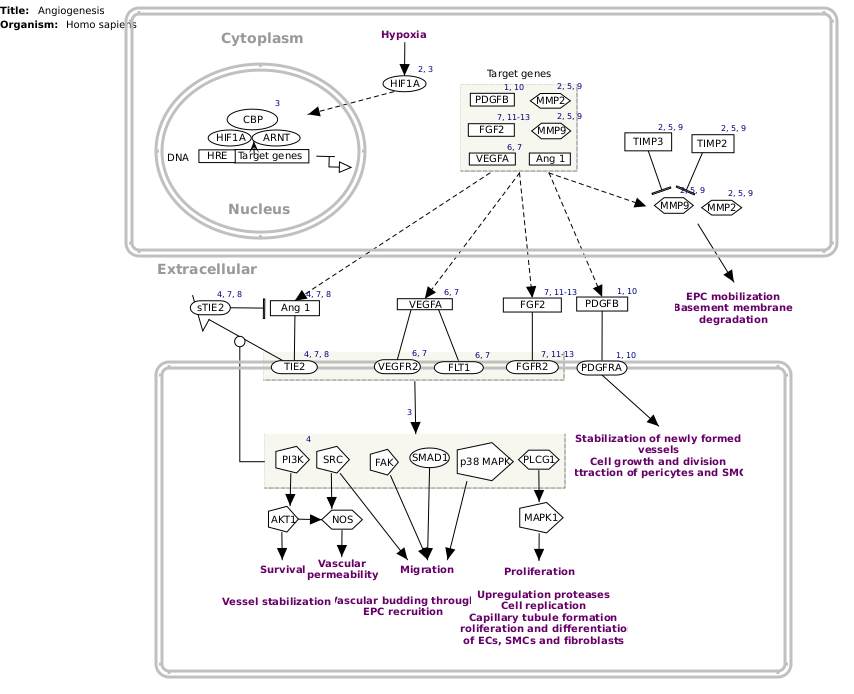 Title: Angiogenesis
Organism: Homo sapiens
Cytoplasm
Hypoxia
2, 3
HIF1A
Target genes
1, 10
PDGFB
2, 5, 9
MMP2
7, 11-13
FGF2
2, 5, 9
MMP9
6, 7
VEGFA
Ang 1
3
CBP
HIF1A
ARNT
DNA
HRE
Target genes
Nucleus
2, 5, 9
TIMP3
2, 5, 9
TIMP2
2, 5, 9
MMP9
2, 5, 9
MMP2
Extracellular
EPC mobilization
Basement membrane
degradation
4, 7, 8
sTIE2
4, 7, 8
Ang 1
6, 7
VEGFA
7, 11-13
FGF2
1, 10
PDGFB
4, 7, 8
TIE2
6, 7
VEGFR2
6, 7
FLT1
7, 11-13
FGFR2
1, 10
PDGFRA
3
Stabilization of newly formed
vessels
Cell growth and division
ttraction of pericytes and SMC
4
PI3K
SRC
FAK
SMAD1
p38 MAPK
PLCG1
AKT1
NOS
MAPK1
Survival
Vascular
permeability
Migration
Proliferation
Vessel stabilization
Vascular budding through
EPC recruition
Upregulation proteases
Cell replication
Capillary tubule formation
roliferation and differentiation
of ECs, SMCs and fibroblasts